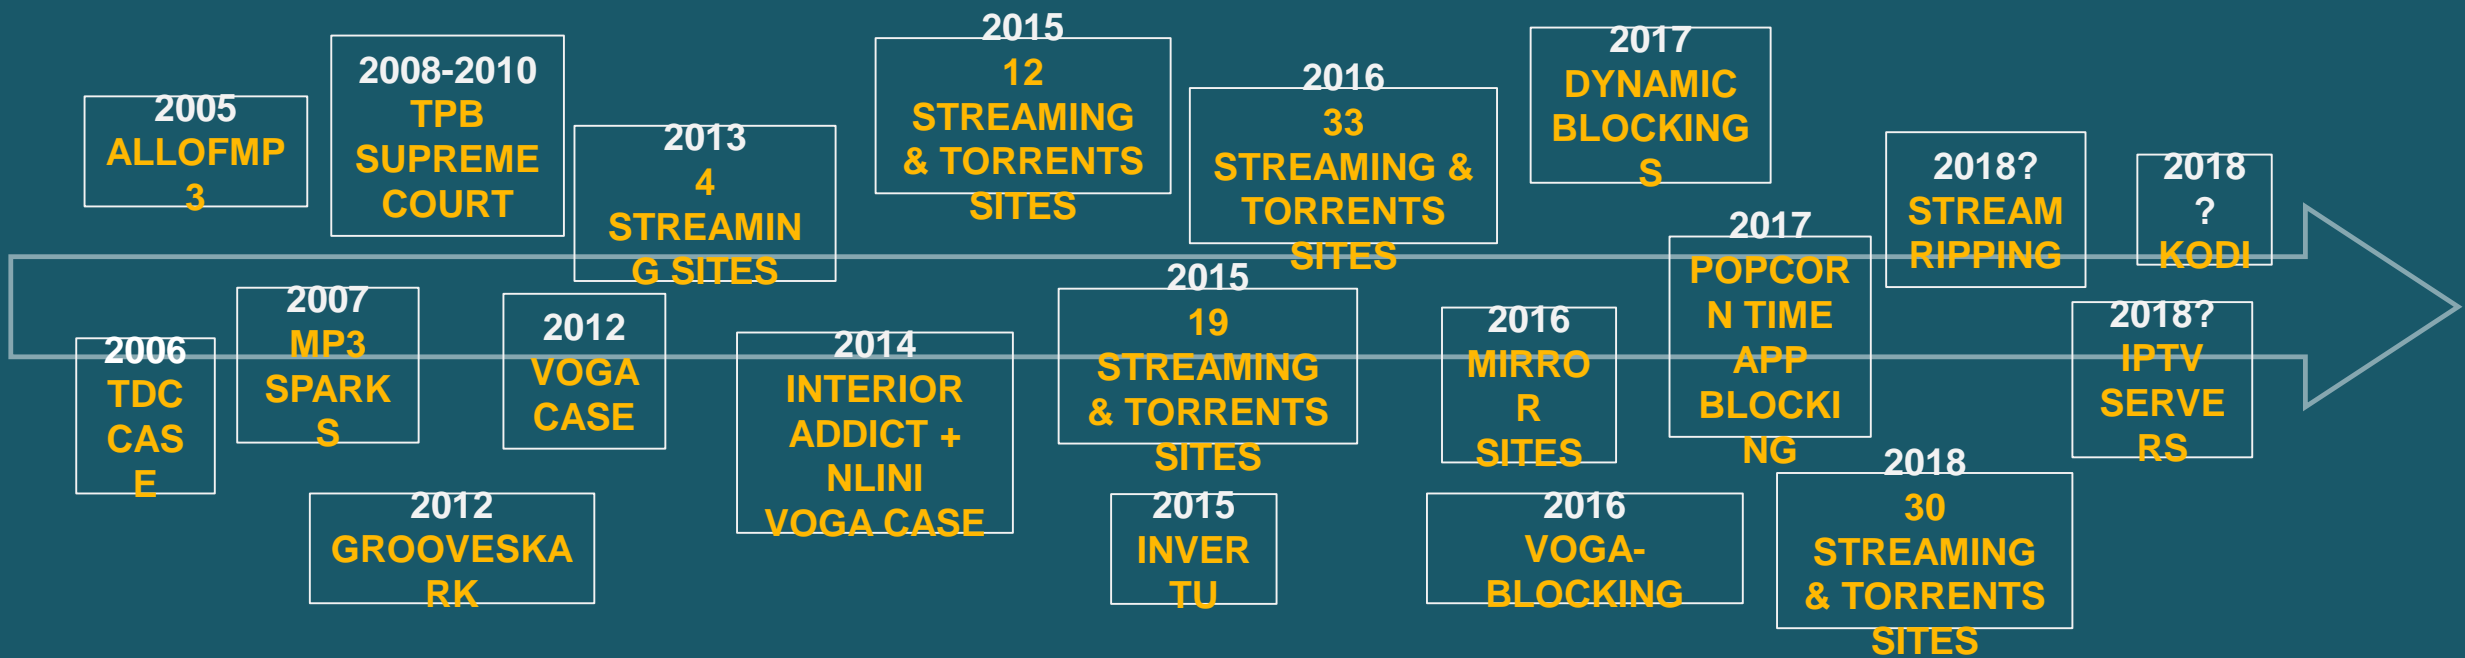 2005
ALLOFMP
3
2008-2010
TPB
SUPREME
COURT
2013
4
STREAMIN
G SITES
2015
12
STREAMING
& TORRENTS
SITES
2016
33
STREAMING &
TORRENTS
SITES
2017
DYNAMIC
BLOCKING
S
2018?
STREAM
RIPPING
2018
?
KODI
2006
TDC
CAS
E
2007
MP3
SPARK
S
2012
VOGA
CASE
2014
INTERIOR
ADDICT +
NLINI
VOGA CASE
2015
19
STREAMING
& TORRENTS
SITES
2016
MIRRO
R
SITES
2017
POPCOR
N TIME
APP
BLOCKI
NG
2018?
IPTV
SERVE
RS
2012
GROOVESKA
RK
2015
INVER
TU
2016
VOGA-
BLOCKING
2018
30
STREAMING
& TORRENTS
SITES